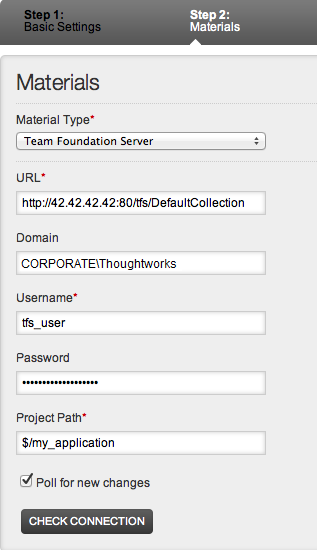 Step 1:
Basic Settings
Step 2:
Materials
Materials
Material Type*
Team Foundation Server
URL*
http://42.42.42.42:80/tfs/DefaultCollection
Domain
CORPORATE\Thoughtworks
Username*
tfs_user
Password
•••••••••••••••••••
Project Path*
$/my_application
Poll for new changes
CHECK CONNECTION